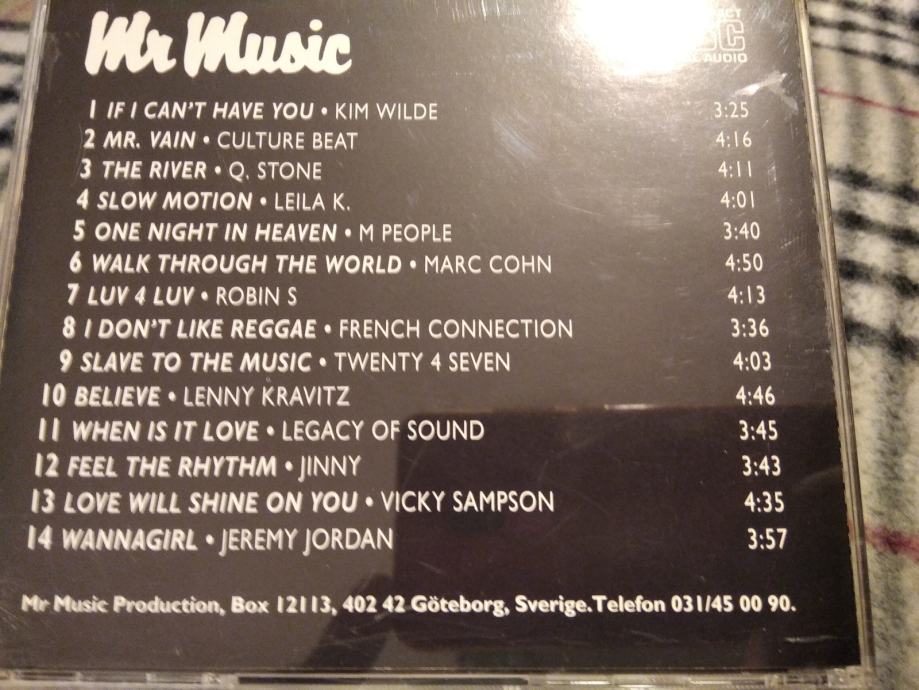 Mr Music
DIGITAL AUDIO
1 IF I CAN'T HAVE YOU • KIM WILDE 3:25
2 MR. VAIN • CULTURE BEAT 4:16
3 THE RIVER • Q. STONE 4:11
4 SLOW MOTION • LEILA K. 4:01
5 ONE NIGHT IN HEAVEN • M PEOPLE 3:40
6 WALK THROUGH THE WORLD • MARC COHN 4:50
7 LUV 4 LUV • ROBIN S 4:13
8 I DON'T LIKE REGGAE • FRENCH CONNECTION 3:36
9 SLAVE TO THE MUSIC • TWENTY 4 SEVEN 4:03
10 BELIEVE • LENNY KRAVITZ 4:46
11 WHEN IS IT LOVE • LEGACY OF SOUND 3:45
12 FEEL THE RHYTHM • JINNY 3:43
13 LOVE WILL SHINE ON YOU • VICKY SAMPSON 4:35
14 WANNAGIRL • JEREMY JORDAN 3:57
Mr Music Production, Box 12113, 402 42 Göteborg, Sverige.Telefon 031/45 00 90.